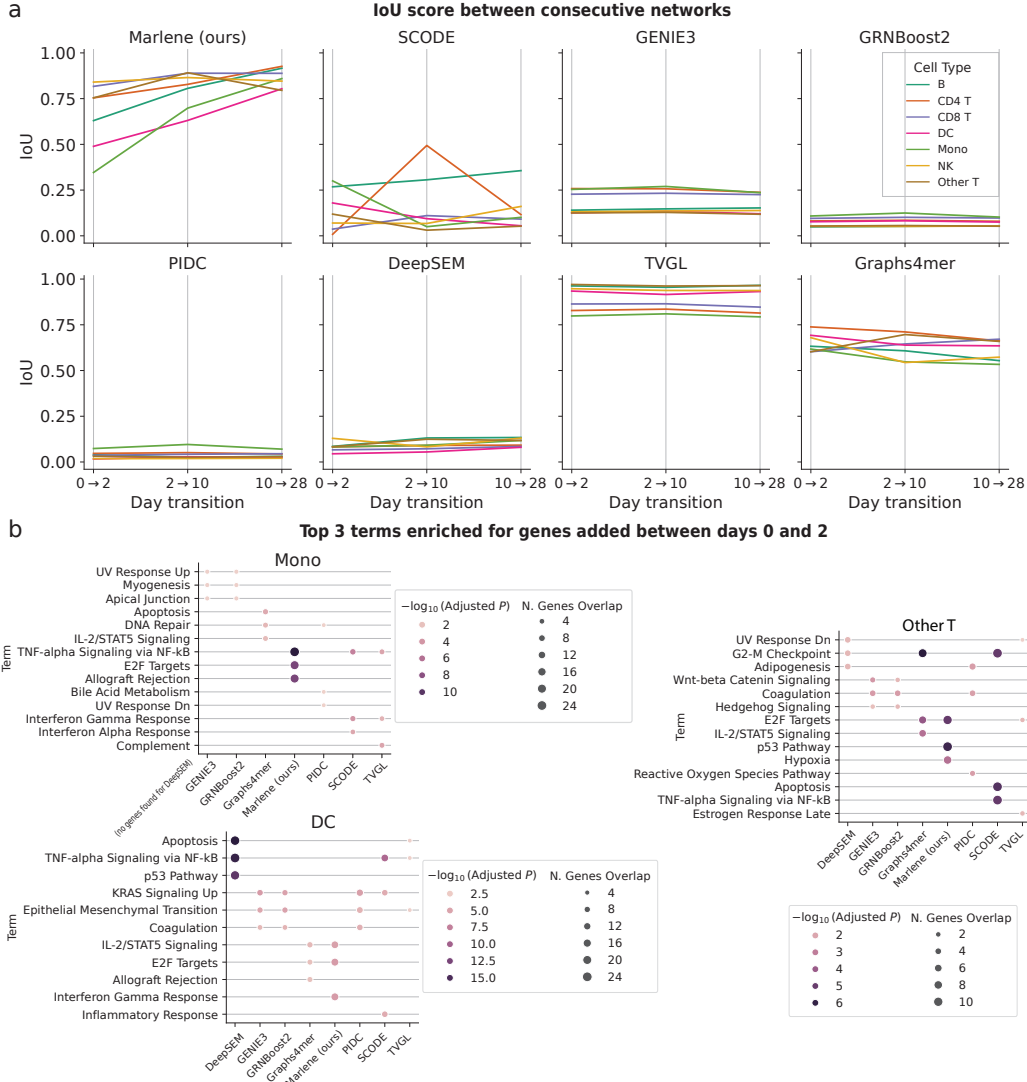 a
IoU score between consecutive networks
Marlene (ours)
SCODE
GENIE3
GRNBoost2
1.00
0.75
0.50
0.25
0.00
IoU
Cell Type
B
CD4 T
CD8 T
DC
Mono
NK
Other T
PIDC
DeepSEM
TVGL
Graphs4mer
1.00
0.75
0.50
0.25
0.00
IoU
0→2 2→10 10→28
0→2 2→10 10→28
0→2 2→10 10→28
0→2 2→10 10→28
Day transition
Day transition
Day transition
Day transition
b
Top 3 terms enriched for genes added between days 0 and 2
Mono
Term
UV Response Up
Myogenesis
Apical Junction
Apoptosis
DNA Repair
IL-2/STAT5 Signaling
TNF-alpha Signaling via NF-kB
E2F Targets
Allograft Rejection
Bile Acid Metabolism
UV Response Dn
Interferon Gamma Response
Interferon Alpha Response
Complement
(no genes found for DeepSEM)
GENIE3
GRNBoost2
Graphs4mer
Marlene (ours)
PIDC
SCODE
TVGL
−log10(Adjusted P)
2
4
6
8
10
N. Genes Overlap
4
8
12
16
20
24
Other T
Term
UV Response Dn
G2-M Checkpoint
Adipogenesis
Wnt-beta Catenin Signaling
Coagulation
Hedgehog Signaling
E2F Targets
IL-2/STAT5 Signaling
p53 Pathway
Hypoxia
Reactive Oxygen Species Pathway
Apoptosis
TNF-alpha Signaling via NF-kB
Estrogen Response Late
DeepSEM
GENIE3
GRNBoost2
Graphs4mer
Marlene (ours)
PIDC
SCODE
TVGL
−log10(Adjusted P)
2
3
4
5
6
N. Genes Overlap
2
4
6
8
10
DC
Term
Apoptosis
TNF-alpha Signaling via NF-kB
p53 Pathway
KRAS Signaling Up
Epithelial Mesenchymal Transition
Coagulation
IL-2/STAT5 Signaling
E2F Targets
Allograft Rejection
Interferon Gamma Response
Inflammatory Response
DeepSEM
GENIE3
GRNBoost2
Graphs4mer
Marlene (ours)
PIDC
SCODE
TVGL
−log10(Adjusted P)
2.5
5.0
7.5
10.0
12.5
15.0
N. Genes Overlap
4
8
12
16
20
24